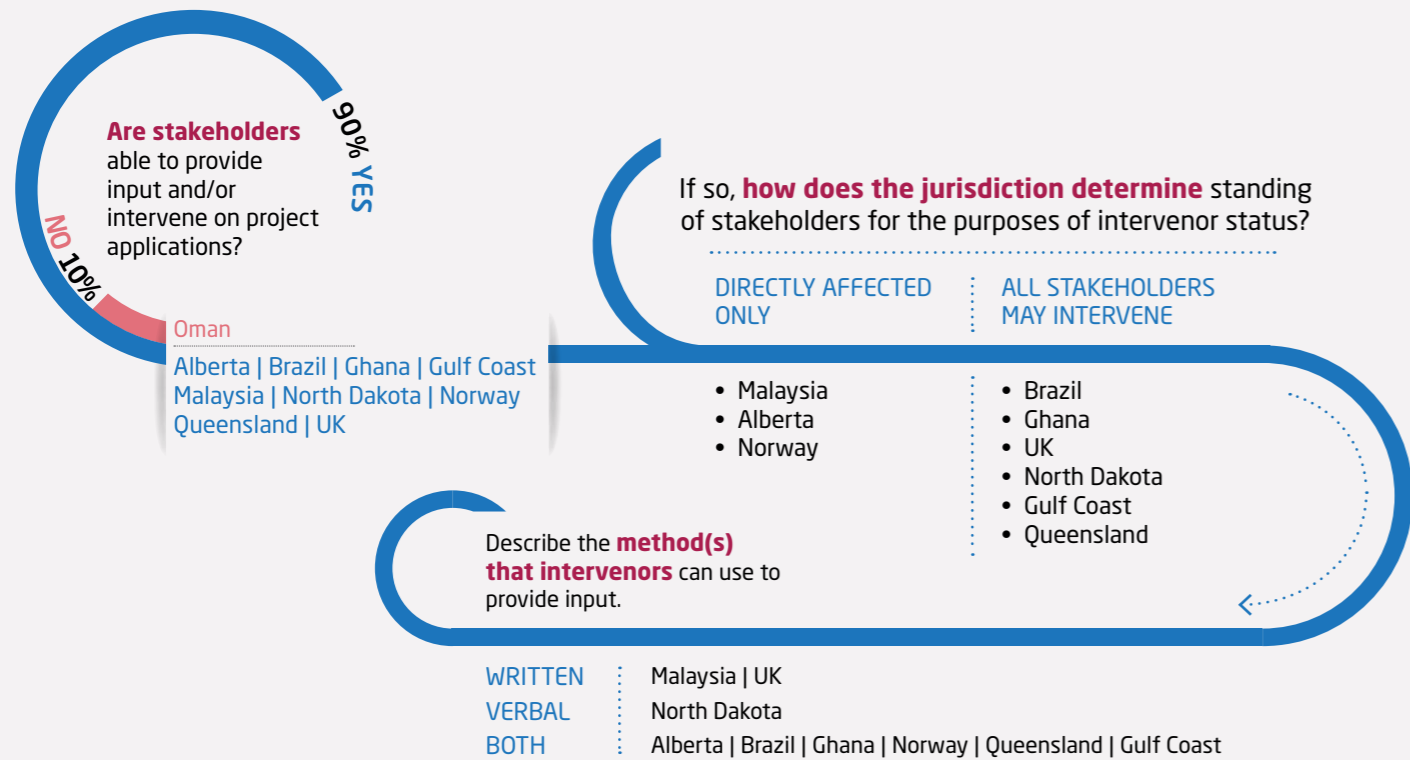 Are stakeholders
able to provide
input and/or
intervene on project
applications?
90% YES
NO 10%
Oman
Alberta | Brazil | Ghana | Gulf Coast
Malaysia | North Dakota | Norway
Queensland | UK
If so, how does the jurisdiction determine standing
of stakeholders for the purposes of intervenor status?
DIRECTLY AFFECTED
ONLY
• Malaysia
• Alberta
• Norway
ALL STAKEHOLDERS
MAY INTERVENE
• Brazil
• Ghana
• UK
• North Dakota
• Gulf Coast
• Queensland
Describe the method(s)
that intervenors can use to
provide input.
WRITTEN Malaysia | UK
VERBAL North Dakota
BOTH Alberta | Brazil | Ghana | Norway | Queensland | Gulf Coast